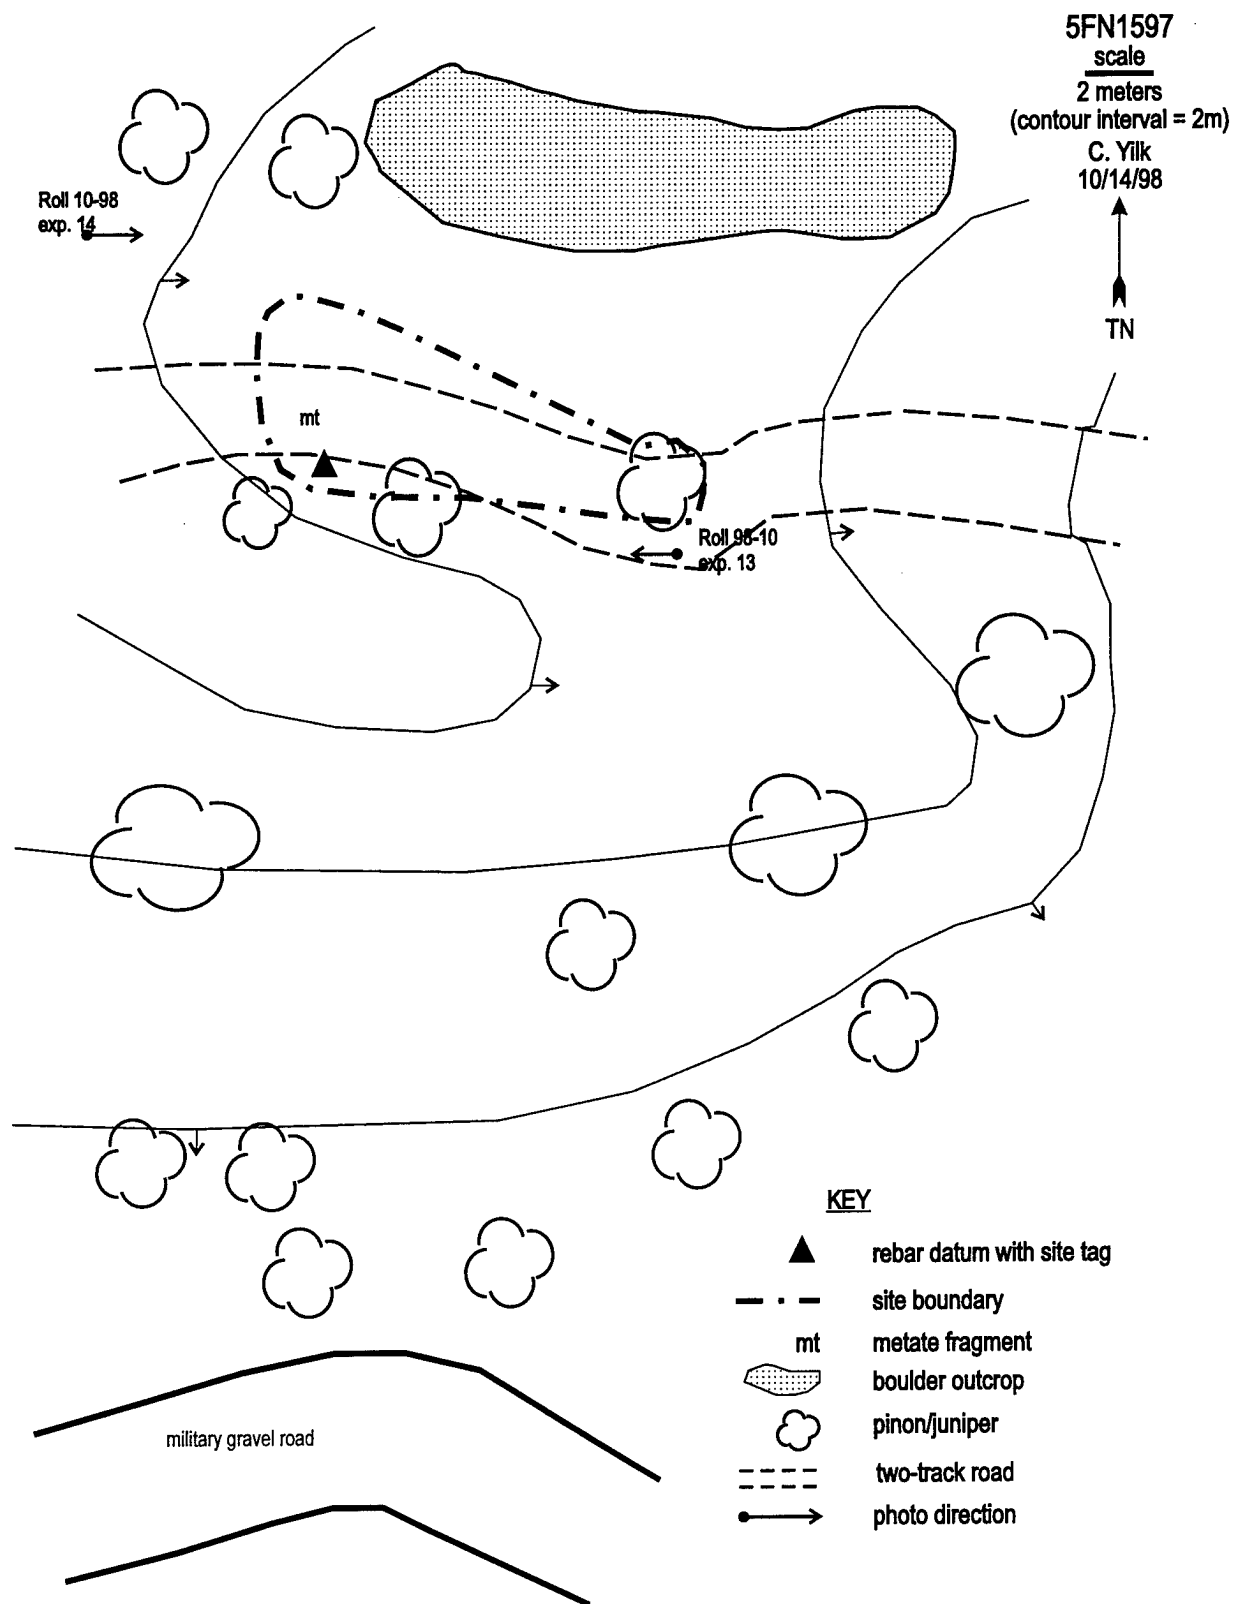 5FN1597
scale
2 meters
(contour interval = 2m)
C. Yilk
10/14/98
TN
Roll 10-98
exp. 14
mt
Roll 98-10
exp. 13
KEY
rebar datum with site tag
site boundary
mt metate fragment
boulder outcrop
pinon/juniper
two-track road
photo direction
military gravel road